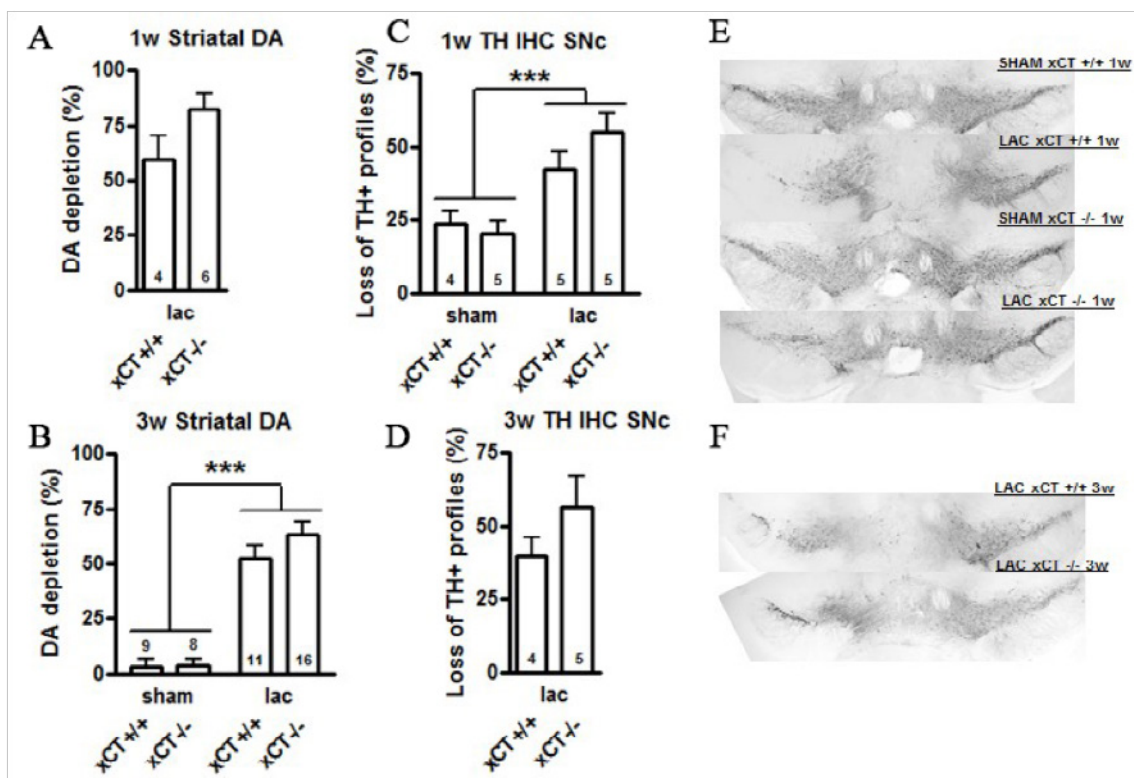 A
1w Striatal DA
DA depletion (%)
100
75
50
25
0
4
6
lac
xCT+/+
xCT-/-
B
3w Striatal DA
DA depletion (%)
100
75
50
25
0
***
9
8
11
16
sham
lac
xCT+/+
xCT-/-
xCT+/+
xCT-/-
C
1w TH IHC SNc
Loss of TH+ profiles (%)
75
50
25
0
***
4
5
5
5
sham
lac
xCT+/+
xCT-/-
xCT+/+
xCT-/-
D
3w TH IHC SNc
Loss of TH+ profiles (%)
75
50
25
0
4
5
lac
xCT+/+
xCT-/-
E
SHAM xCT +/+ 1w
LAC xCT +/+ 1w
SHAM xCT -/- 1w
LAC xCT -/- 1w
F
LAC xCT +/+ 3w
LAC xCT -/- 3w